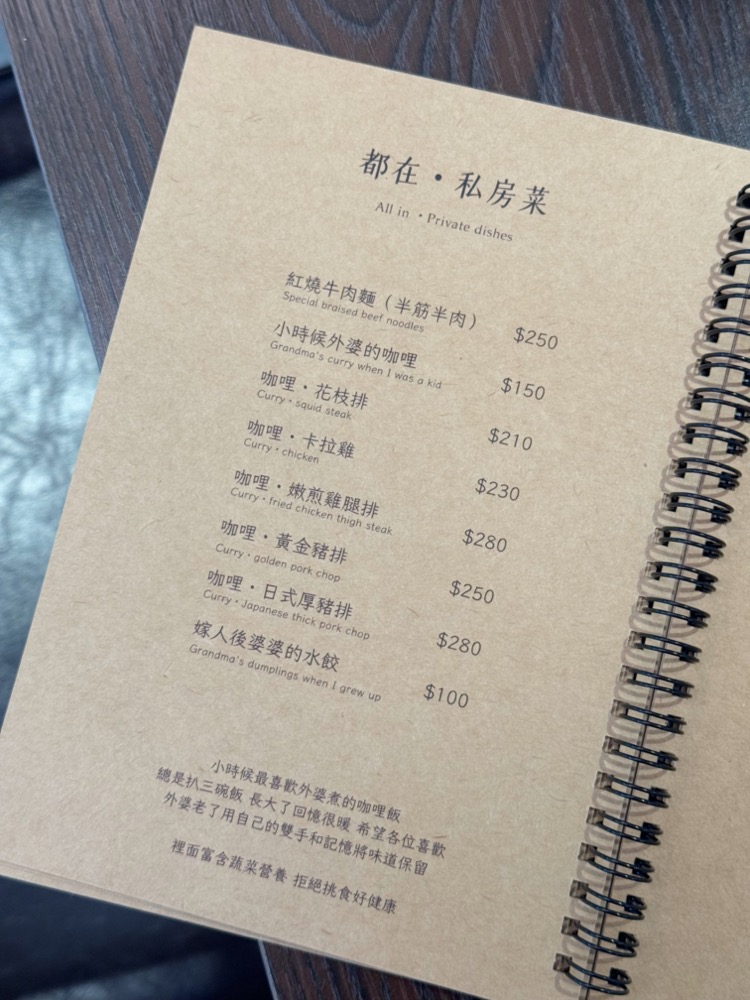 都在・私房菜
All in ・Private dishes
紅燒牛肉麵（半筋半肉） $250
Special braised beef noodles
小時候外婆的咖哩 $150
Grandma's curry when I was a kid
咖哩・花枝排 $210
Curry・squid steak
咖哩・卡拉雞 $230
Curry・chicken
咖哩・嫩煎雞腿排 $280
Curry・fried chicken thigh steak
咖哩・黃金豬排 $250
Curry・golden pork chop
咖哩・日式厚豬排 $280
Curry・Japanese thick pork chop
嫁人後婆婆的水餃 $100
Grandma's dumplings when I grew up
小時候最喜歡外婆煮的咖哩飯
總是扒三碗飯 長大了回憶很暖 希望各位喜歡
外婆老了用自己的雙手和記憶將味道保留
裡面富含蔬菜營養 拒絕挑食好健康